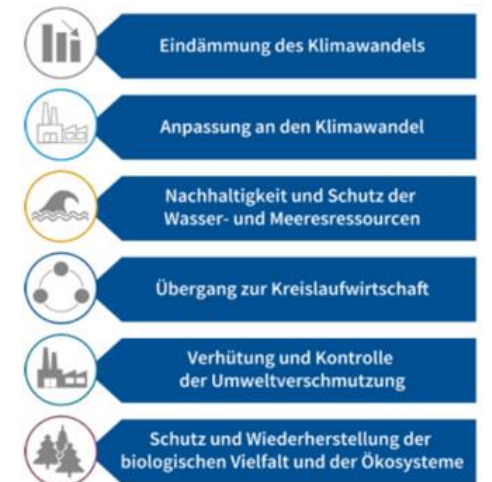 Eindämmung des Klimawandels
Anpassung an den Klimawandel
Nachhaltigkeit und Schutz der
Wasser- und Meeresressourcen
Übergang zur Kreislaufwirtschaft
Verhütung und Kontrolle
der Umweltverschmutzung
Schutz und Wiederherstellung der
biologischen Vielfalt und der Ökosysteme